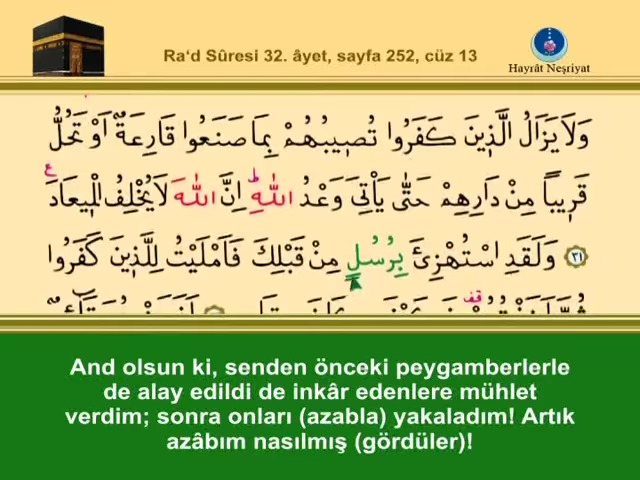 Ra'd Sûresi 32. âyet, sayfa 252, cüz 13
Hayrât Neşriyat
وَلَا يَزَالُ الَّذِينَ كَفَرُوا تُصِيبُهُمْ بِمَا صَنَعُوا قَارِعَةٌ اَوْ تَحُلُّ
قَرِيباً مِنْ دَارِهِمْ حَتّٰى يَأْتِىَ وَعْدُ اللّٰهِ ط اِنَّ اللّٰهَ لَا يُخْلِفُ الْمِيعَادَ ع
٣١ وَلَقَدِ اسْتُهْزِئَ بِرُسُلٍ مِنْ قَبْلِكَ فَاَمْلَيْتُ لِلَّذِينَ كَفَرُوا
And olsun ki, senden önceki peygamberlerle
de alay edildi de inkâr edenlere mühlet
verdim; sonra onları (azabla) yakaladım! Artık
azâbım nasılmış (gördüler)!